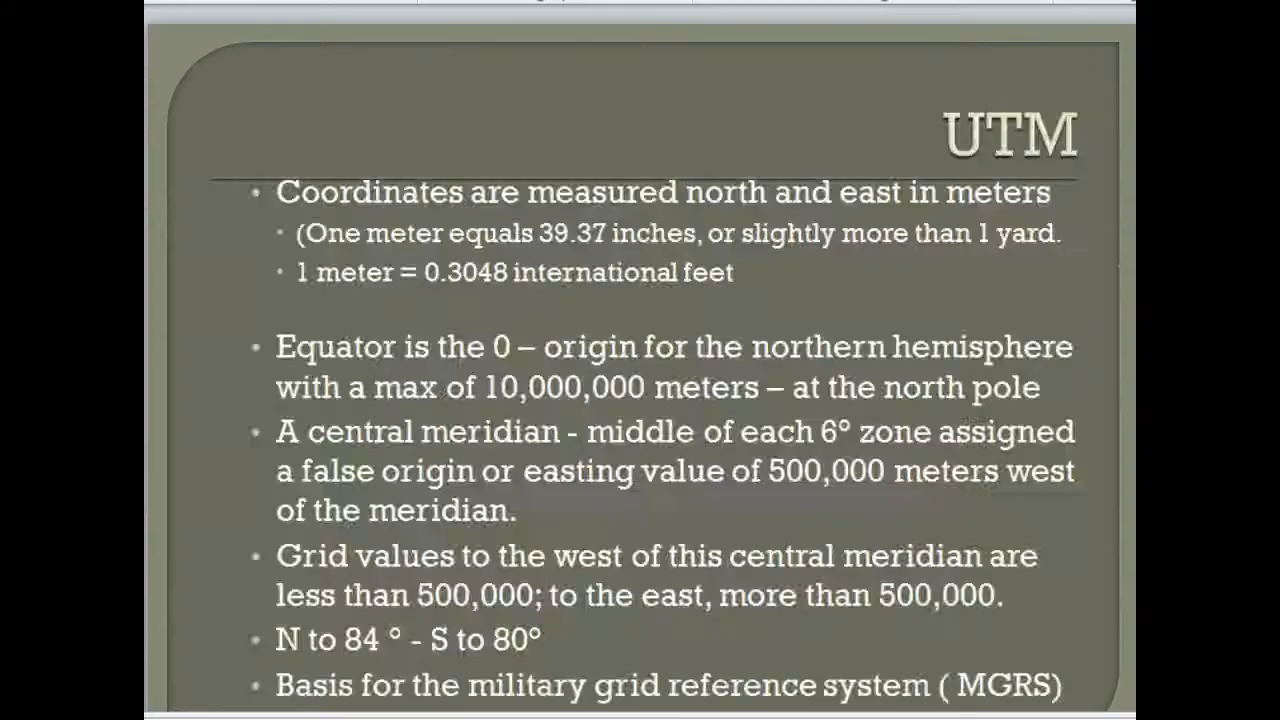 UTM
• Coordinates are measured north and east in meters
• (One meter equals 39.37 inches, or slightly more than 1 yard.
• 1 meter = 0.3048 international feet
• Equator is the 0 – origin for the northern hemisphere
with a max of 10,000,000 meters – at the north pole
• A central meridian - middle of each 6° zone assigned
a false origin or easting value of 500,000 meters west
of the meridian.
• Grid values to the west of this central meridian are
less than 500,000; to the east, more than 500,000.
• N to 84 ° - S to 80°
• Basis for the military grid reference system ( MGRS)